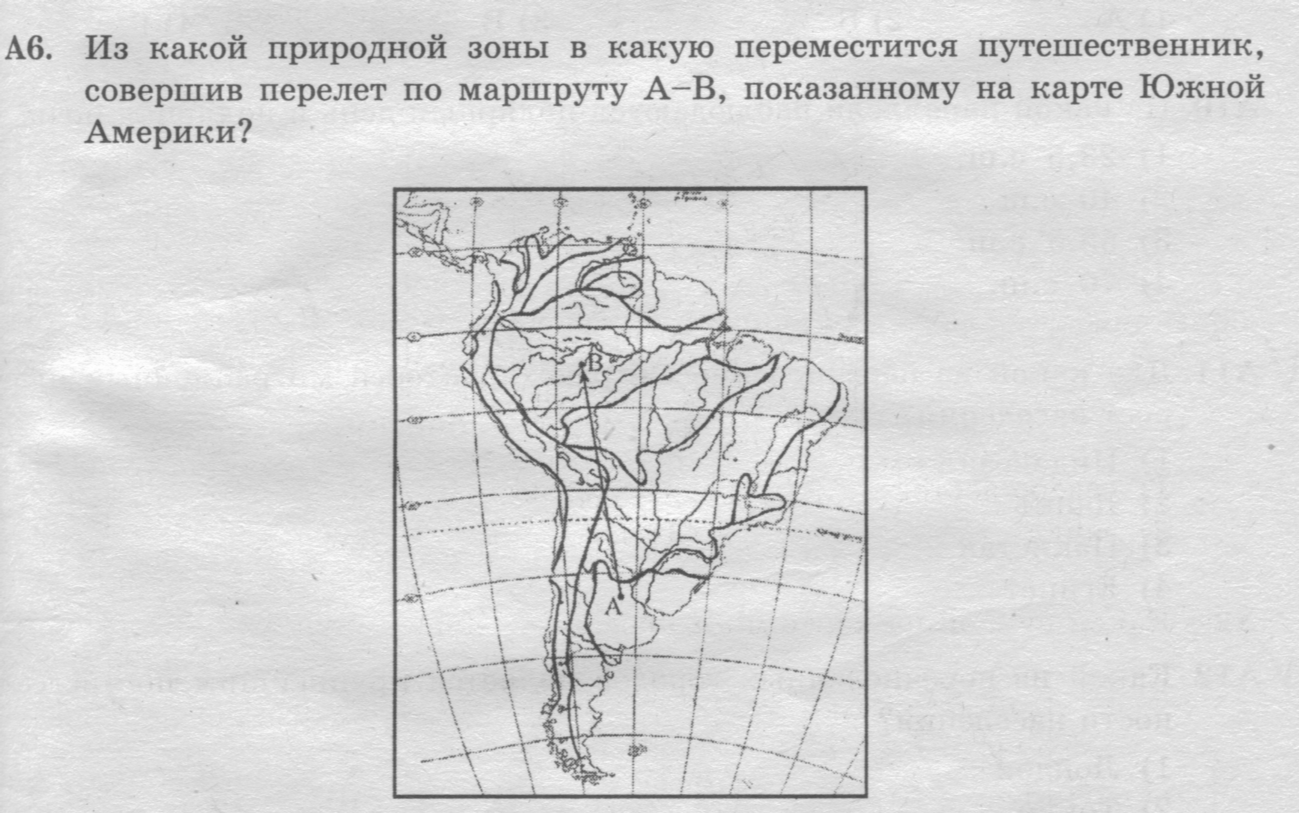 А6. Из какой природной зоны в какую переместится путешественник,
совершив перелет по маршруту А–В, показанному на карте Южной
Америки?
В
А